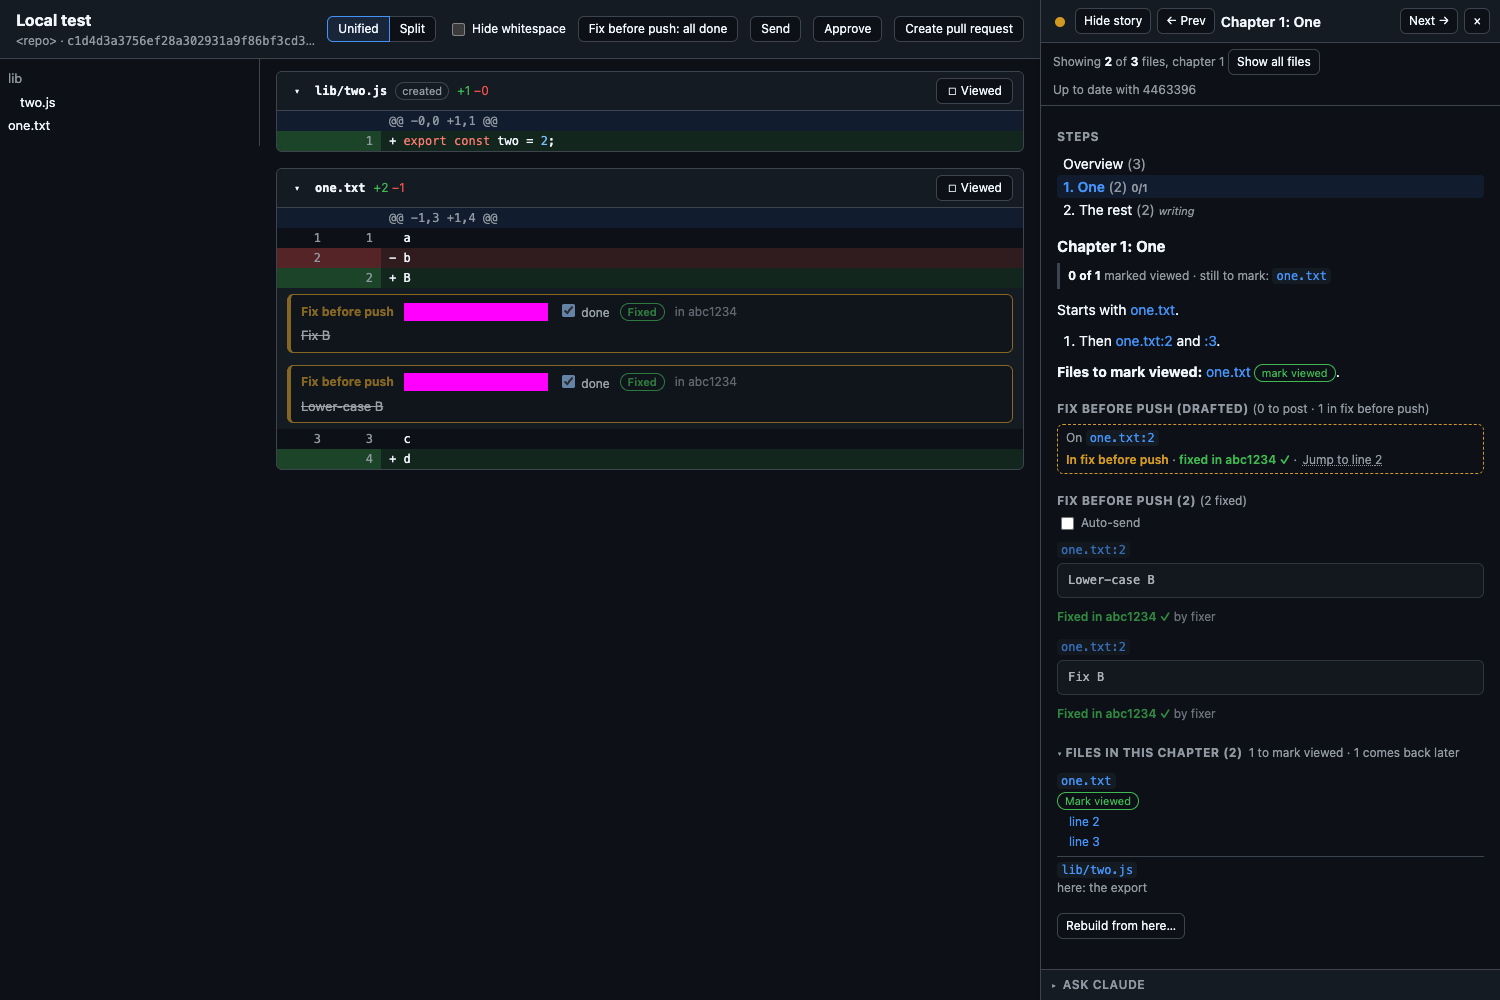 Local test
<repo> · c1d4d3a3756ef28a302931a9f86bf3cd3...
Unified
Split
Hide whitespace
Fix before push: all done
Send
Approve
Create pull request
lib
two.js
one.txt
lib/two.js created +1 −0
Viewed
@@ −0,0 +1,1 @@
1 + export const two = 2;
one.txt +2 −1
Viewed
@@ −1,3 +1,4 @@
1 1 a
2 − b
2 + B
Fix before push done Fixed in abc1234
Fix B
Fix before push done Fixed in abc1234
Lower-case B
3 3 c
4 + d
Hide story
← Prev
Chapter 1: One
Next →
×
Showing 2 of 3 files, chapter 1 Show all files
Up to date with 4463396
STEPS
Overview (3)
1. One (2) 0/1
2. The rest (2) writing
Chapter 1: One
0 of 1 marked viewed · still to mark: one.txt
Starts with one.txt.
1. Then one.txt:2 and :3.
Files to mark viewed: one.txt mark viewed.
FIX BEFORE PUSH (DRAFTED) (0 to post · 1 in fix before push)
On one.txt:2
In fix before push · fixed in abc1234 ✓ · Jump to line 2
FIX BEFORE PUSH (2) (2 fixed)
Auto-send
one.txt:2
Lower-case B
Fixed in abc1234 ✓ by fixer
one.txt:2
Fix B
Fixed in abc1234 ✓ by fixer
FILES IN THIS CHAPTER (2) 1 to mark viewed · 1 comes back later
one.txt
Mark viewed
line 2
line 3
lib/two.js
here: the export
Rebuild from here...
ASK CLAUDE